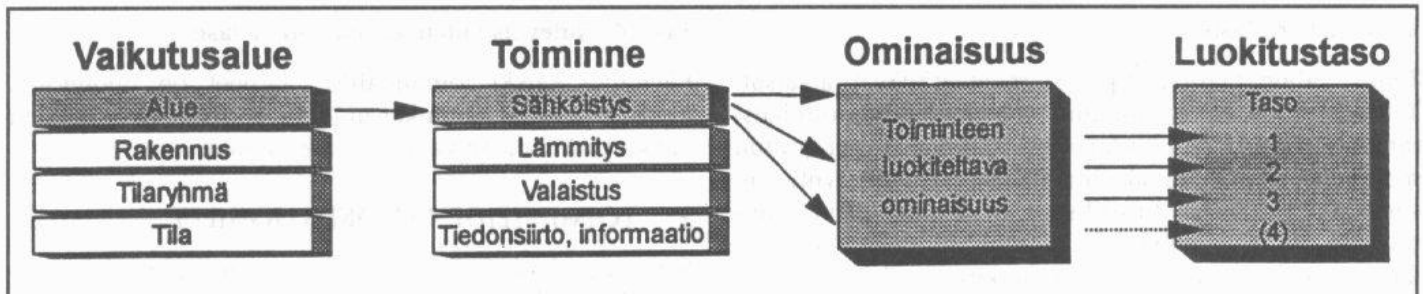 Vaikutusalue
Alue
Rakennus
Tilaryhmä
Tila
Toiminne
Sähköistys
Lämmitys
Valaistus
Tiedonsiirto, informaatio
Ominaisuus
Toiminteen
luokiteltava
ominaisuus
Luokitustaso
Taso
1
2
3
(4)